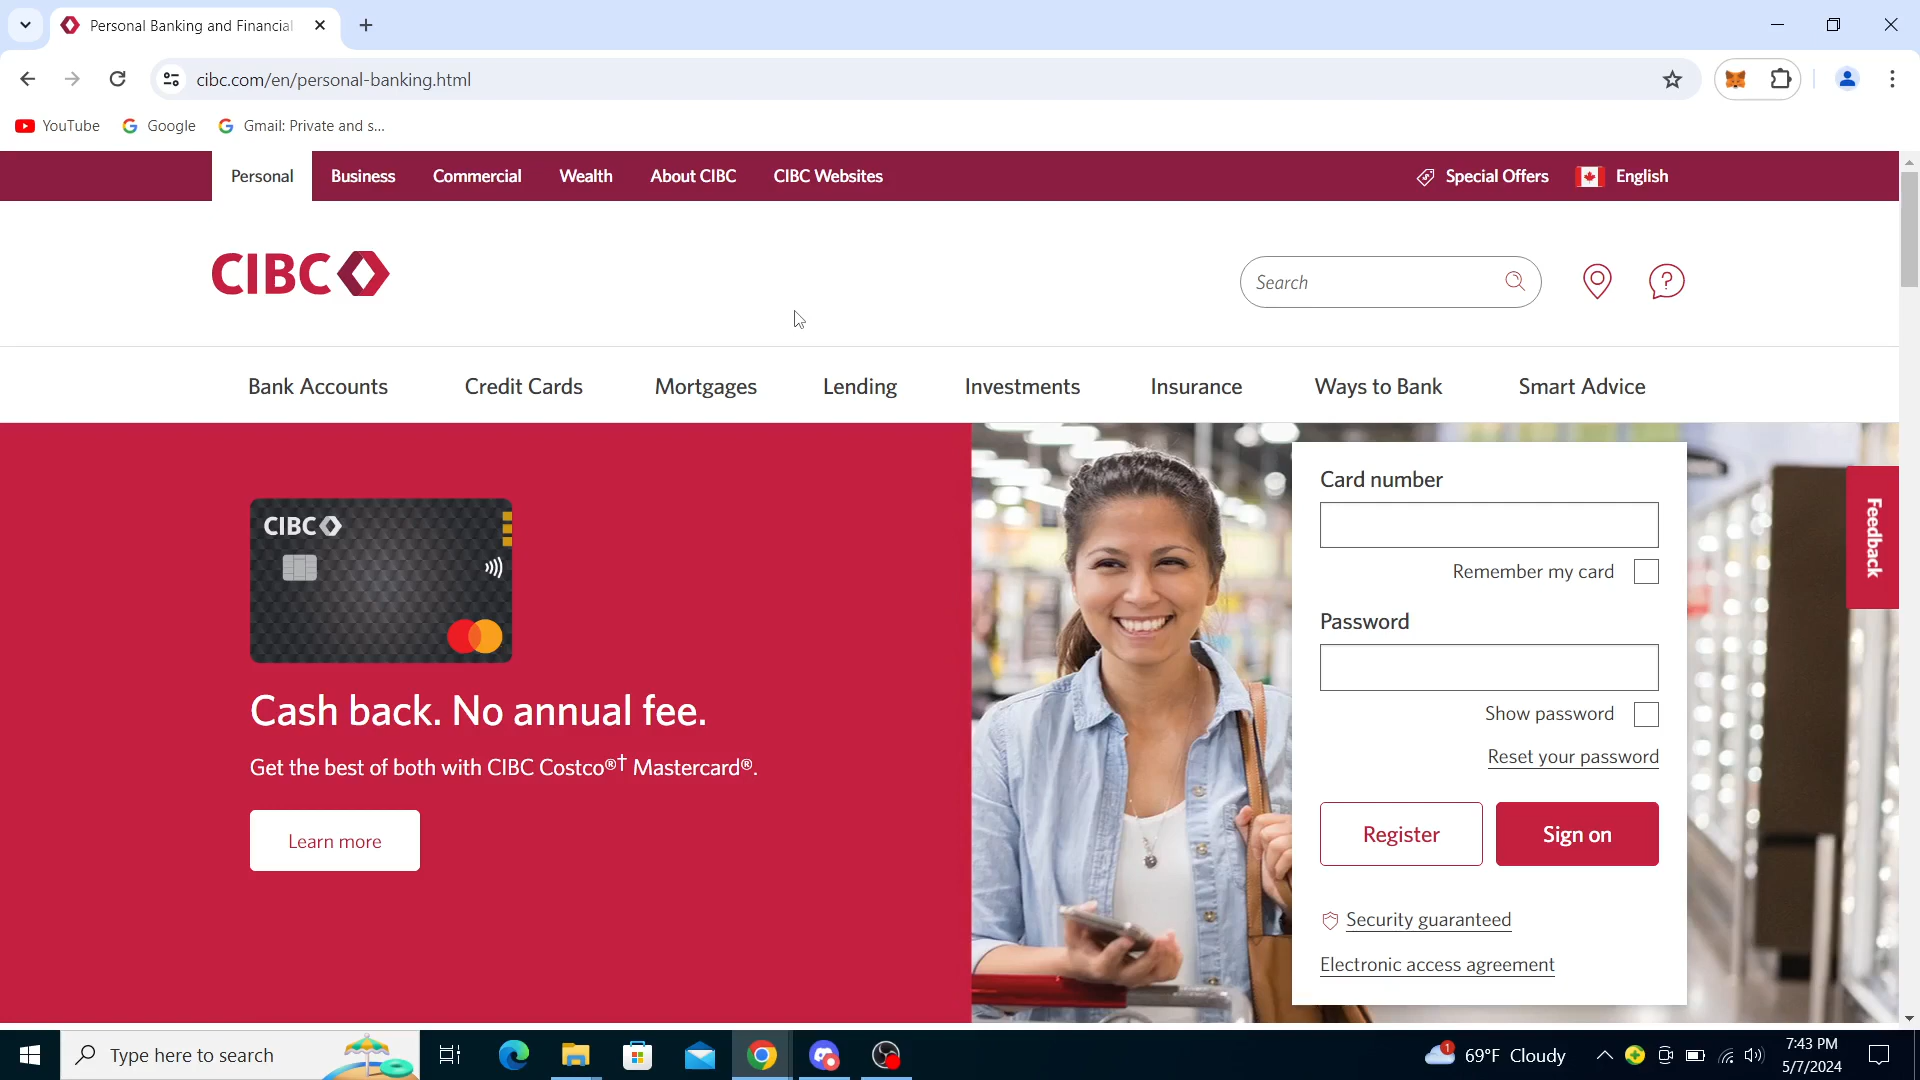 Personal Banking and Financial
cibc.com/en/personal-banking.html
YouTube
Google
Gmail: Private and s...
Personal
Business
Commercial
Wealth
About CIBC
CIBC Websites
Special Offers
English
CIBC
Search
?
Bank Accounts
Credit Cards
Mortgages
Lending
Investments
Insurance
Ways to Bank
Smart Advice
CIBC
Cash back. No annual fee.
Get the best of both with CIBC Costco®† Mastercard®.
Learn more
Card number
Remember my card
Password
Show password
Reset your password
Register
Sign on
Security guaranteed
Electronic access agreement
Feedback
Type here to search
1
69°F Cloudy
7:43 PM
5/7/2024